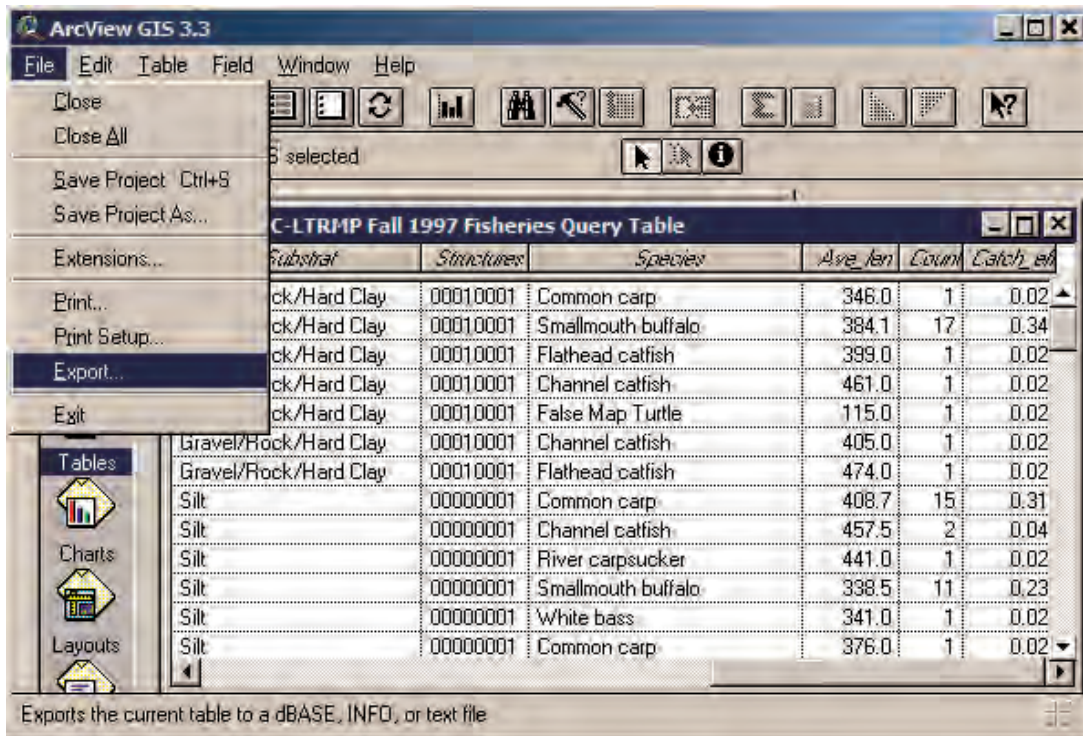 ArcView GIS 3.3
File Edit Table Field Window Help
Close
Close All
Save Project Ctrl+S
Save Project As...
Extensions...
Print...
Print Setup...
Export...
Exit
selected
C-LTRMP Fall 1997 Fisheries Query Table
Substrat Structures Species Ave_len Count Catch_eff
ck/Hard Clay 00010001 Common carp 346.0 1 0.02
ck/Hard Clay 00010001 Smallmouth buffalo 384.1 17 0.34
ck/Hard Clay 00010001 Flathead catfish 399.0 1 0.02
ck/Hard Clay 00010001 Channel catfish 461.0 1 0.02
ck/Hard Clay 00010001 False Map Turtle 115.0 1 0.02
Gravel/Rock/Hard Clay 00010001 Channel catfish 405.0 1 0.02
Gravel/Rock/Hard Clay 00010001 Flathead catfish 474.0 1 0.02
Silt 00000001 Common carp 408.7 15 0.31
Silt 00000001 Channel catfish 457.5 2 0.04
Silt 00000001 River carpsucker 441.0 1 0.02
Silt 00000001 Smallmouth buffalo 338.5 11 0.23
Silt 00000001 White bass 341.0 1 0.02
Silt 00000001 Common carp 376.0 1 0.02
Tables
Charts
Layouts
Exports the current table to a dBASE, INFO, or text file